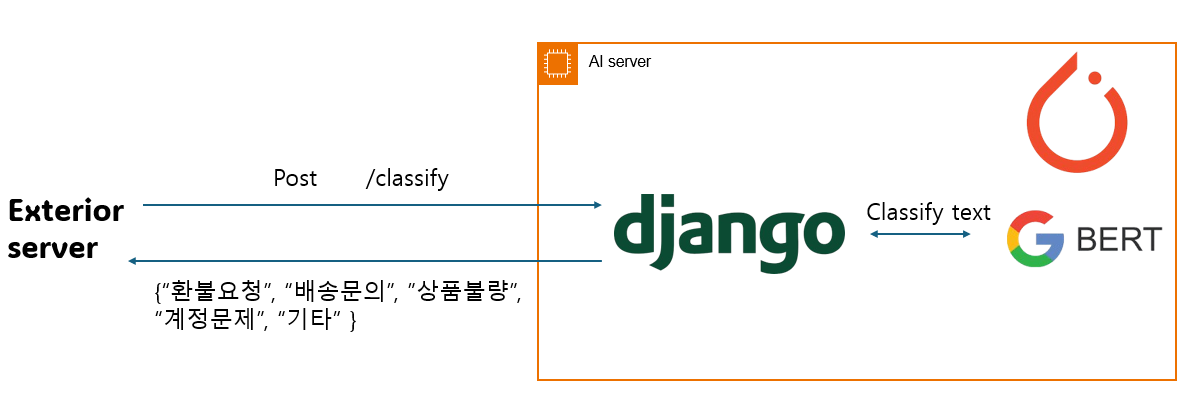 AI server
Post /classify
Exterior
server
django
Classify text
BERT
{“환불요청”, “배송문의”, “상품불량”,
“계정문제”, “기타” }